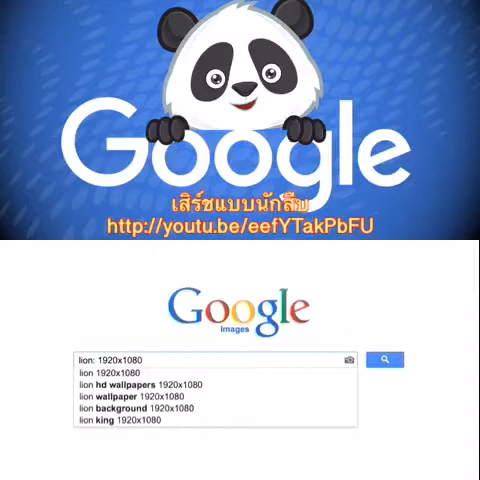 Google
เสิร์ชแบบนักสืบ
http://youtu.be/eefYTakPbFU
Google
images
lion: 1920x1080
lion 1920x1080
lion hd wallpapers 1920x1080
lion wallpaper 1920x1080
lion background 1920x1080
lion king 1920x1080